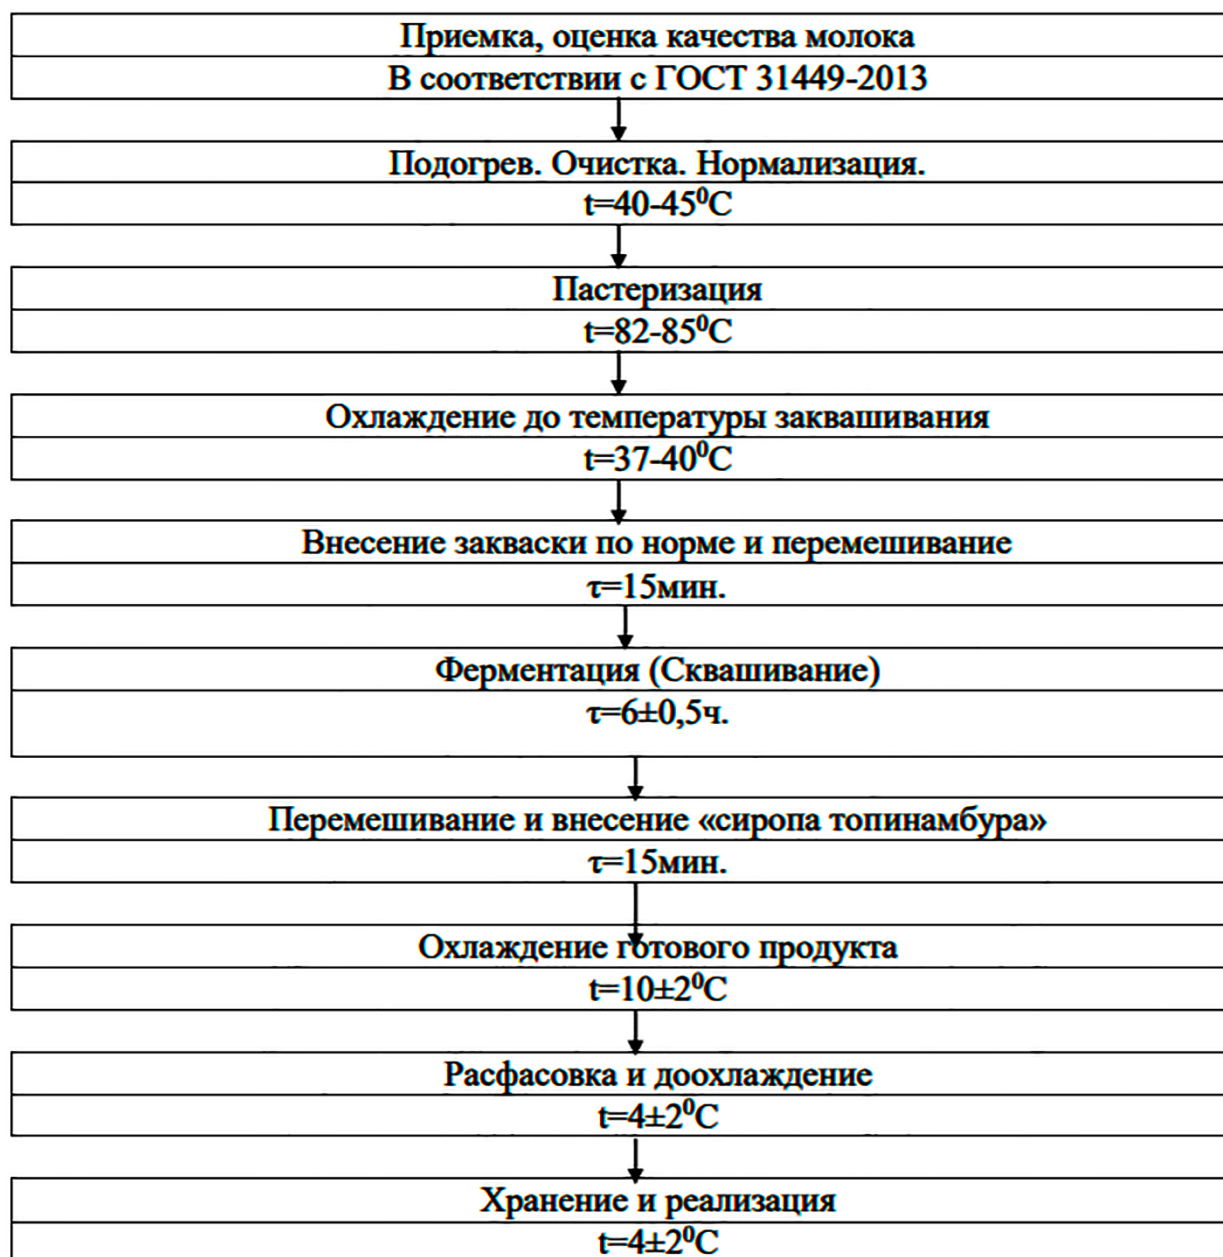 Приемка, оценка качества молока
В соответствии с ГОСТ 31449-2013
Подогрев. Очистка. Нормализация.
t=40-45⁰С
Пастеризация
t=82-85⁰С
Охлаждение до температуры заквашивания
t=37-40⁰С
Внесение закваски по норме и перемешивание
τ=15мин.
Ферментация (Сквашивание)
τ=6±0,5ч.
Перемешивание и внесение «сиропа топинамбура»
τ=15мин.
Охлаждение готового продукта
t=10±2⁰С
Расфасовка и доохлаждение
t=4±2⁰С
Хранение и реализация
t=4±2⁰С